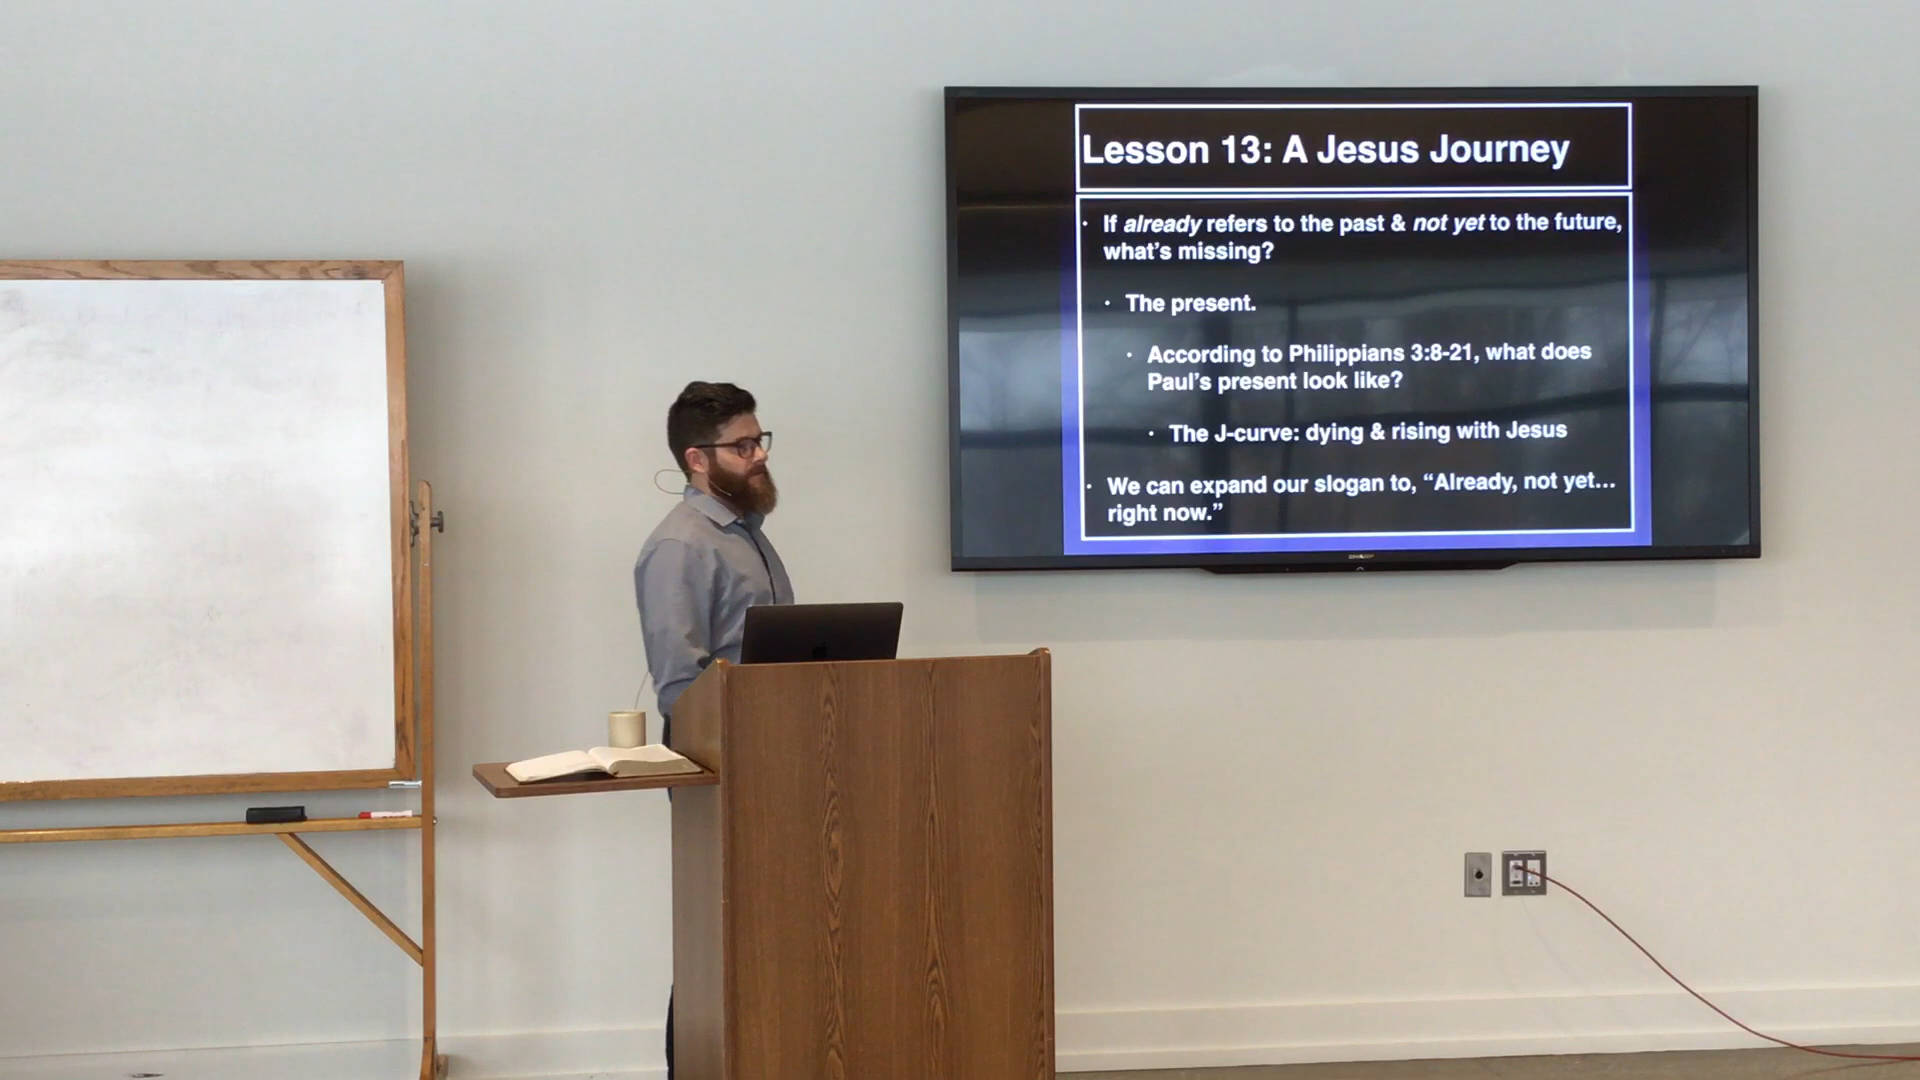 Lesson 13: A Jesus Journey
· If already refers to the past & not yet to the future,
what’s missing?
· The present.
· According to Philippians 3:8-21, what does
Paul’s present look like?
· The J-curve: dying & rising with Jesus
· We can expand our slogan to, “Already, not yet...
right now.”
SHARP